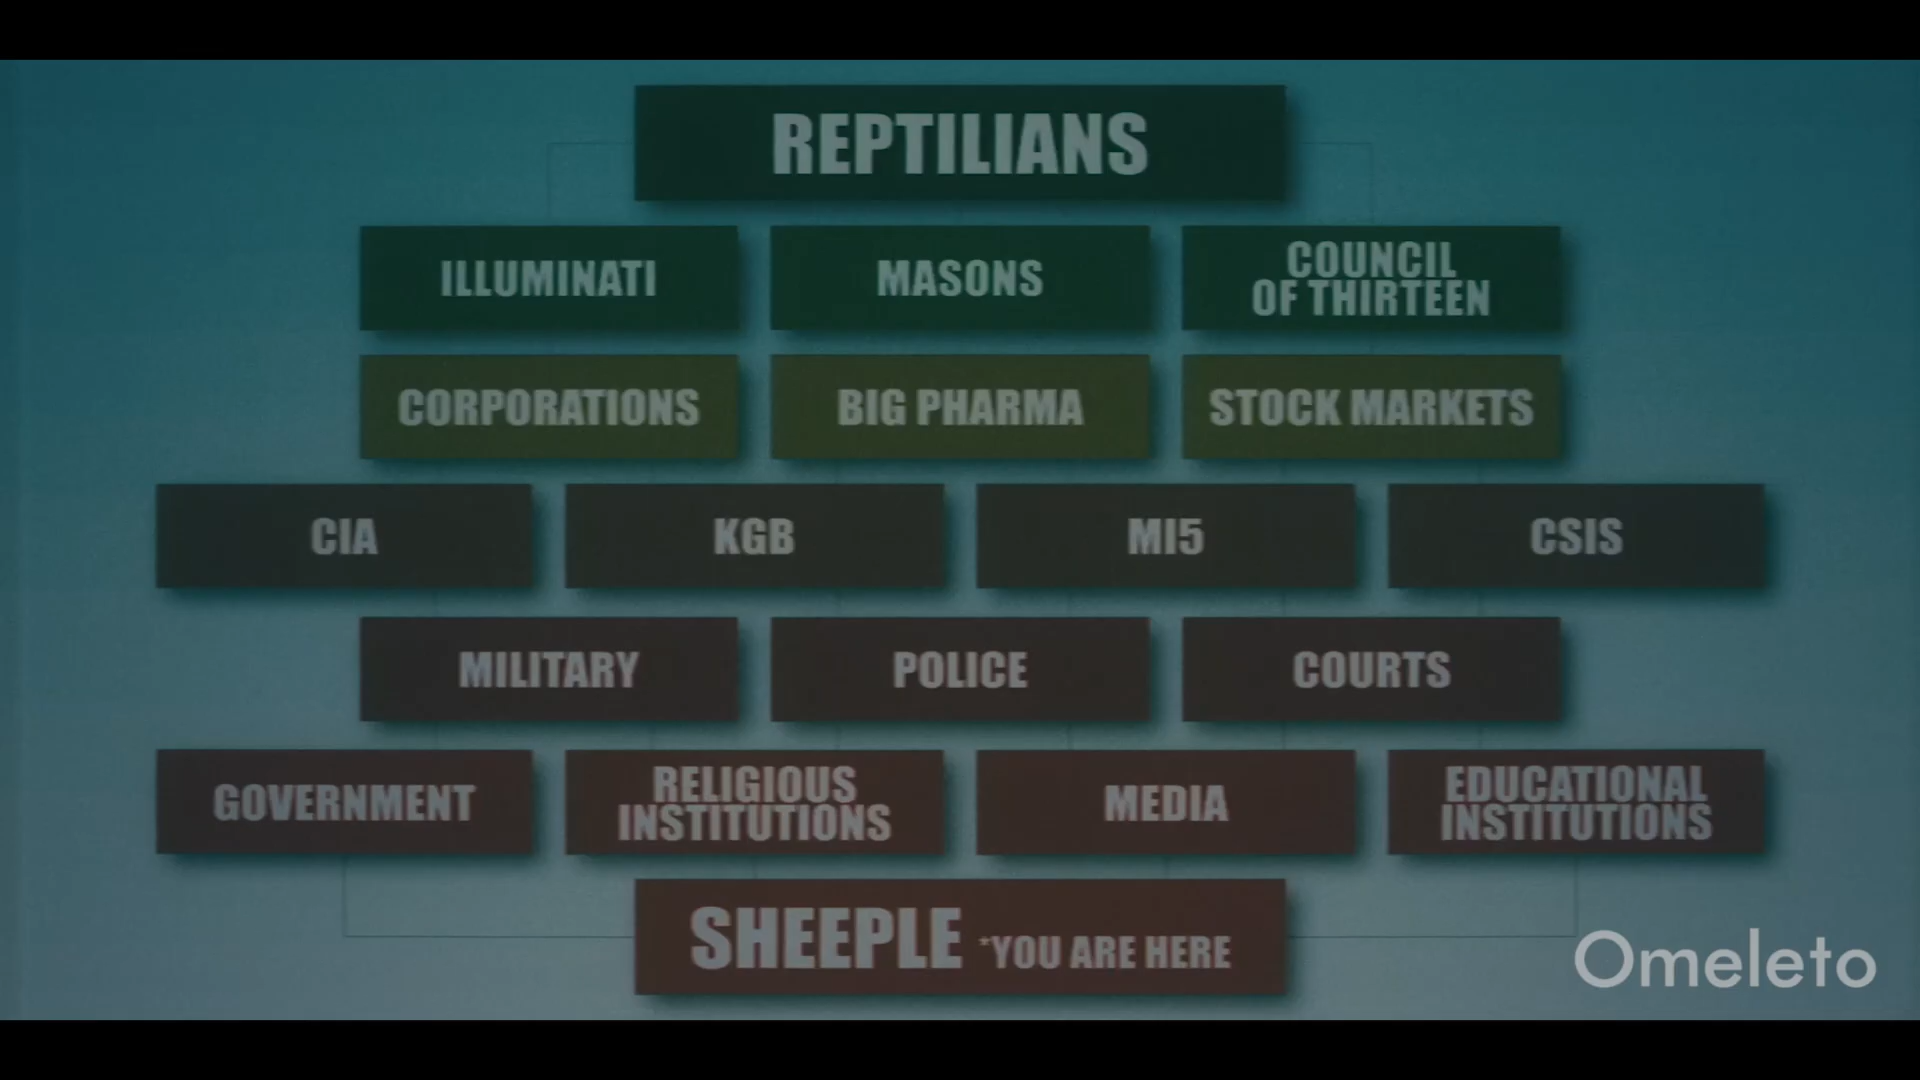 REPTILIANS
ILLUMINATI
MASONS
COUNCIL
OF THIRTEEN
CORPORATIONS
BIG PHARMA
STOCK MARKETS
CIA
KGB
MI5
CSIS
MILITARY
POLICE
COURTS
GOVERNMENT
RELIGIOUS
INSTITUTIONS
MEDIA
EDUCATIONAL
INSTITUTIONS
SHEEPLE *YOU ARE HERE
Omeleto